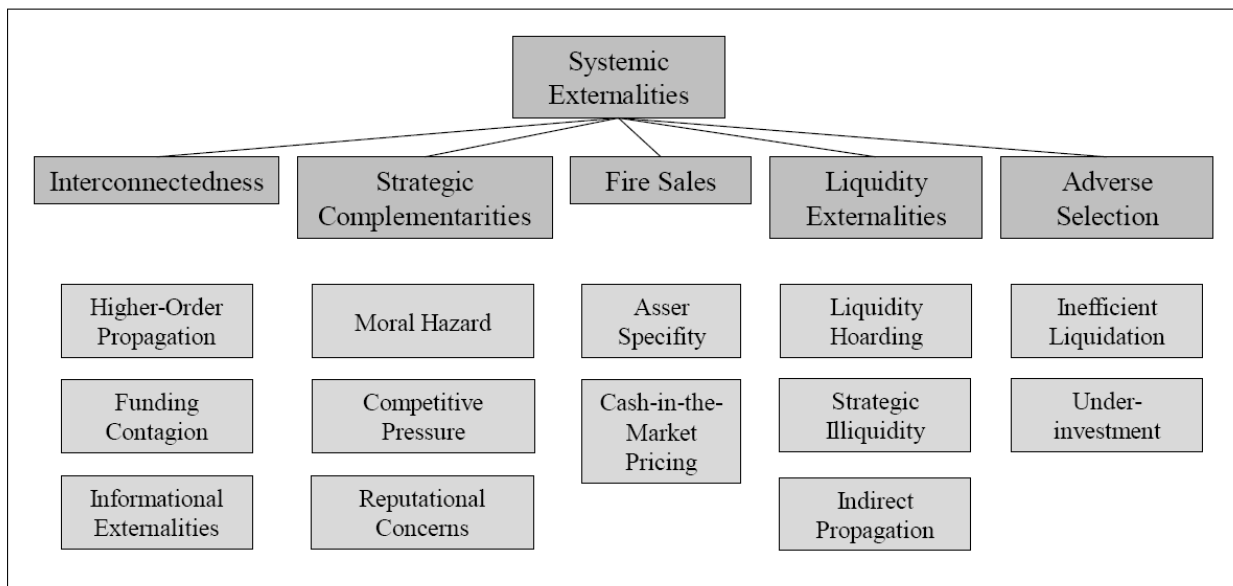 Systemic
Externalities
Interconnectedness
Strategic
Complementarities
Fire Sales
Liquidity
Externalities
Adverse
Selection
Higher-Order
Propagation
Moral Hazard
Asser
Specifity
Liquidity
Hoarding
Inefficient
Liquidation
Funding
Contagion
Competitive
Pressure
Cash-in-the-
Market
Pricing
Strategic
Illiquidity
Under-
investment
Informational
Externalities
Reputational
Concerns
Indirect
Propagation